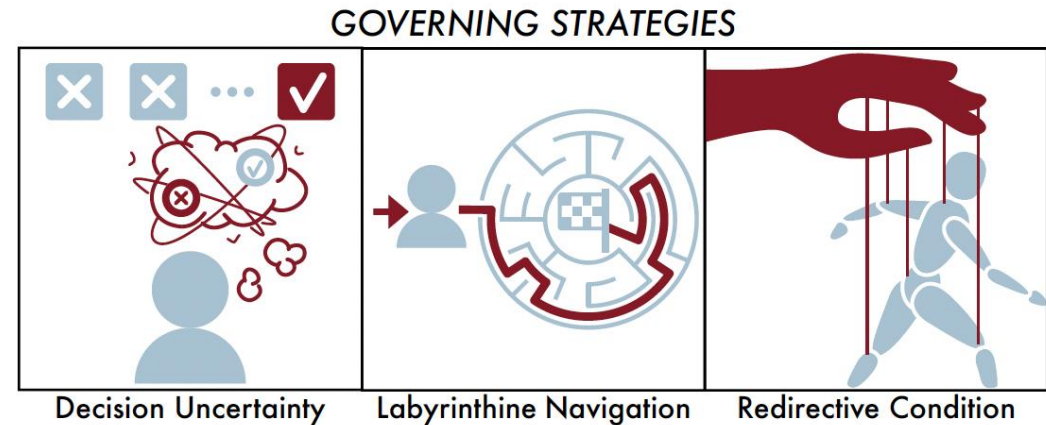 GOVERNING STRATEGIES
Decision Uncertainty
Labyrinthine Navigation
Redirective Condition